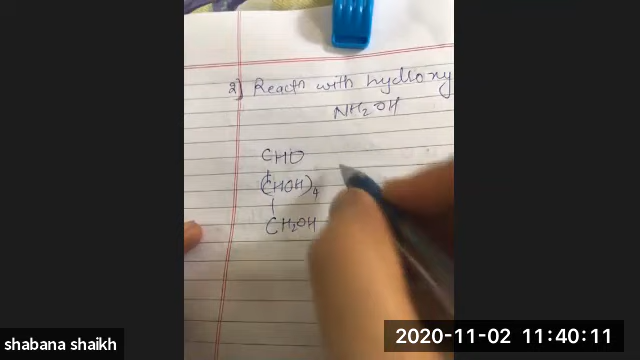 2] Reactn with hydroxy
NH2OH
CHO
(CHOH)4
CH2OH
shabana shaikh
2020-11-02 11:40:11